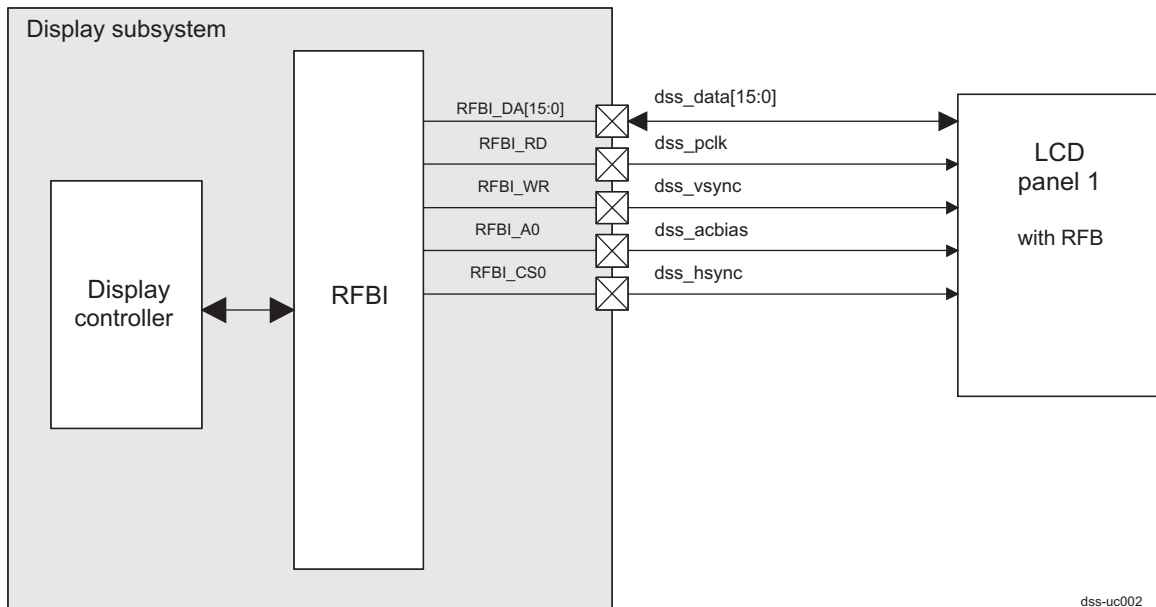 Display subsystem
RFBI_DA[15:0]
dss_data[15:0]
RFBI_RD
dss_pclk
RFBI_WR
dss_vsync
RFBI_A0
dss_acbias
RFBI_CS0
dss_hsync
Display
controller
RFBI
LCD
panel 1
with RFB
dss-uc002